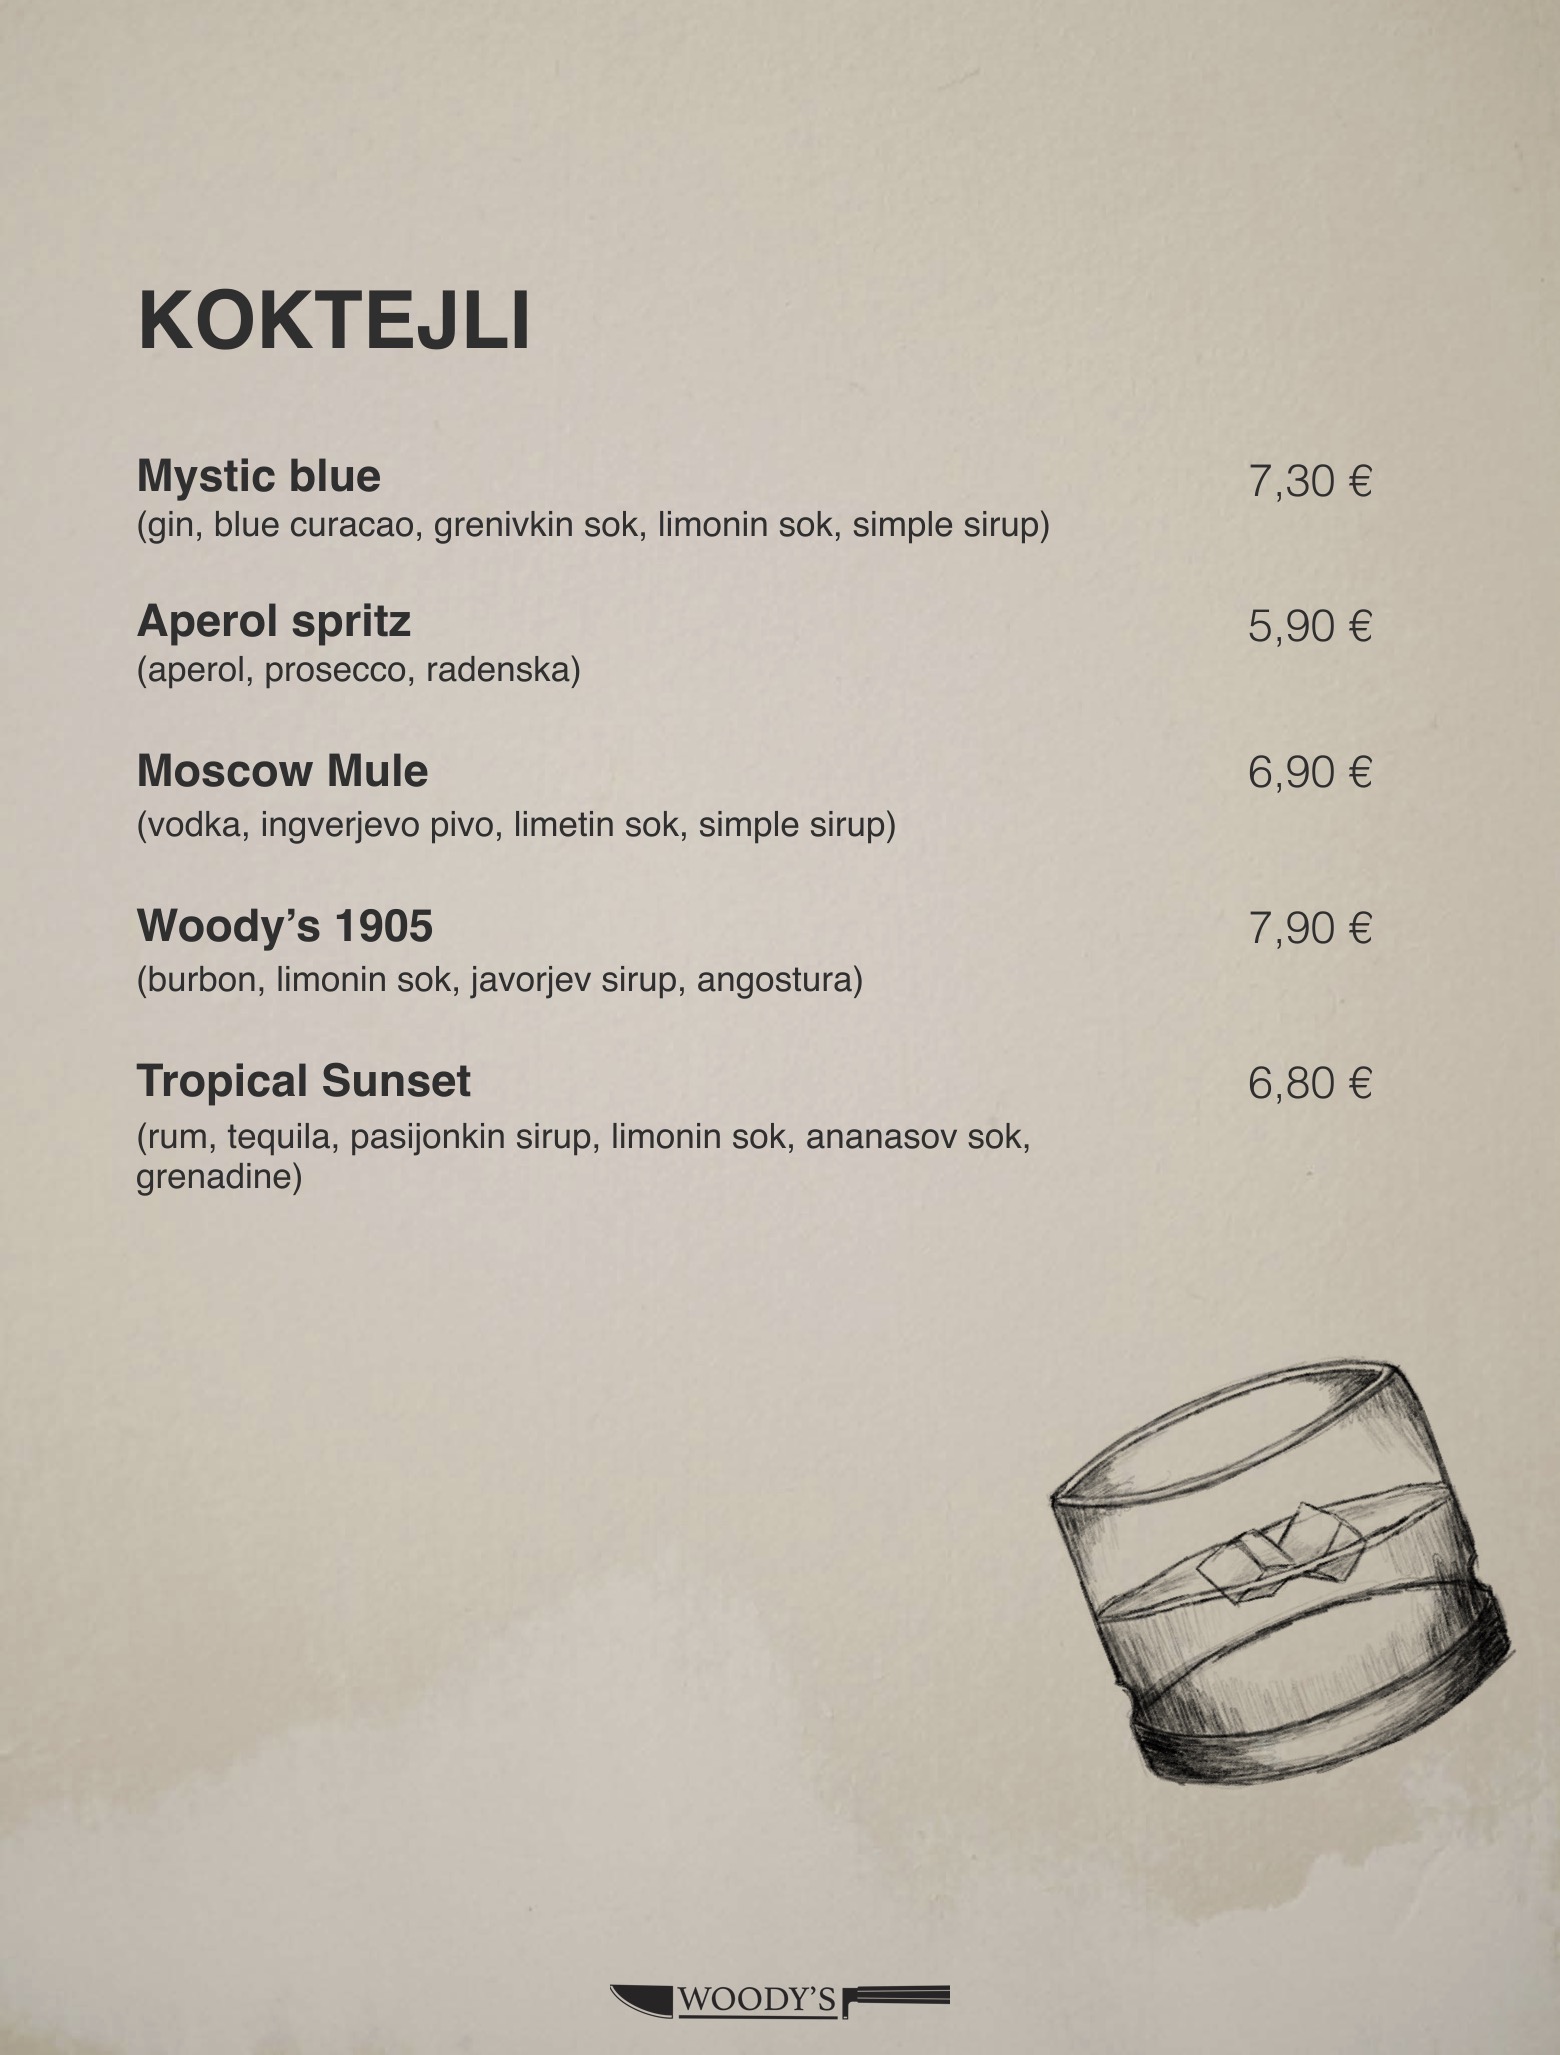 KOKTEJLI
Mystic blue 7,30 €
(gin, blue curacao, grenivkin sok, limonin sok, simple sirup)
Aperol spritz 5,90 €
(aperol, prosecco, radenska)
Moscow Mule 6,90 €
(vodka, ingverjevo pivo, limetin sok, simple sirup)
Woody’s 1905 7,90 €
(burbon, limonin sok, javorjev sirup, angostura)
Tropical Sunset 6,80 €
(rum, tequila, pasijonkin sirup, limonin sok, ananasov sok,
grenadine)
WOODY’S